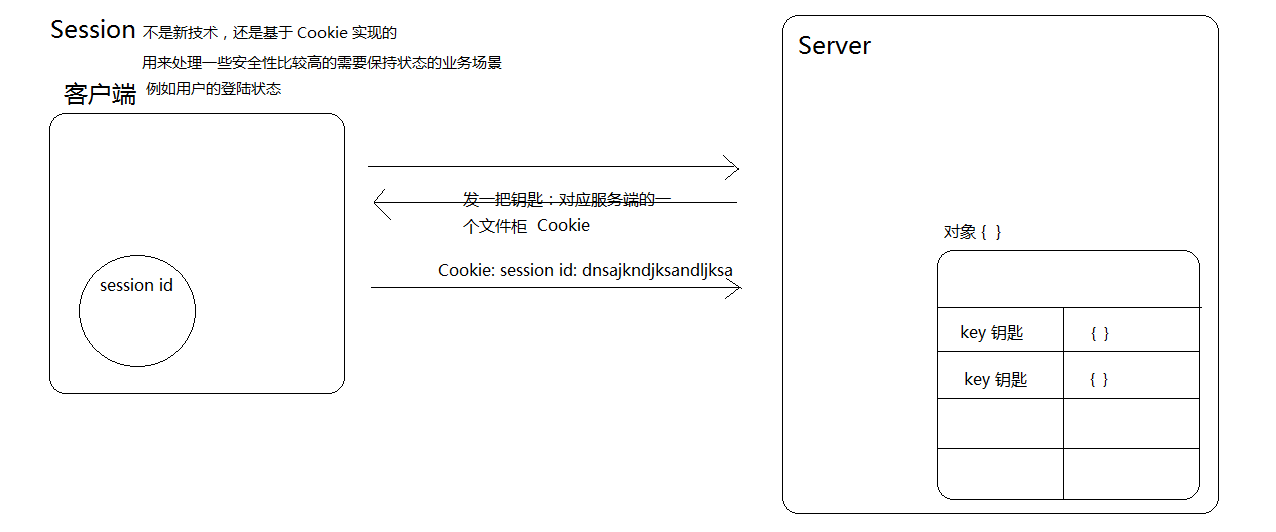 Session 不是新技术，还是基于 Cookie 实现的
用来处理一些安全性比较高的需要保持状态的业务场景
例如用户的登陆状态
客户端
session id
发一把钥匙：对应服务端的一
个文件柜 Cookie
Cookie: session id: dnsajkndjksandljksa
Server
对象 { }
key 钥匙 { }
key 钥匙 { }